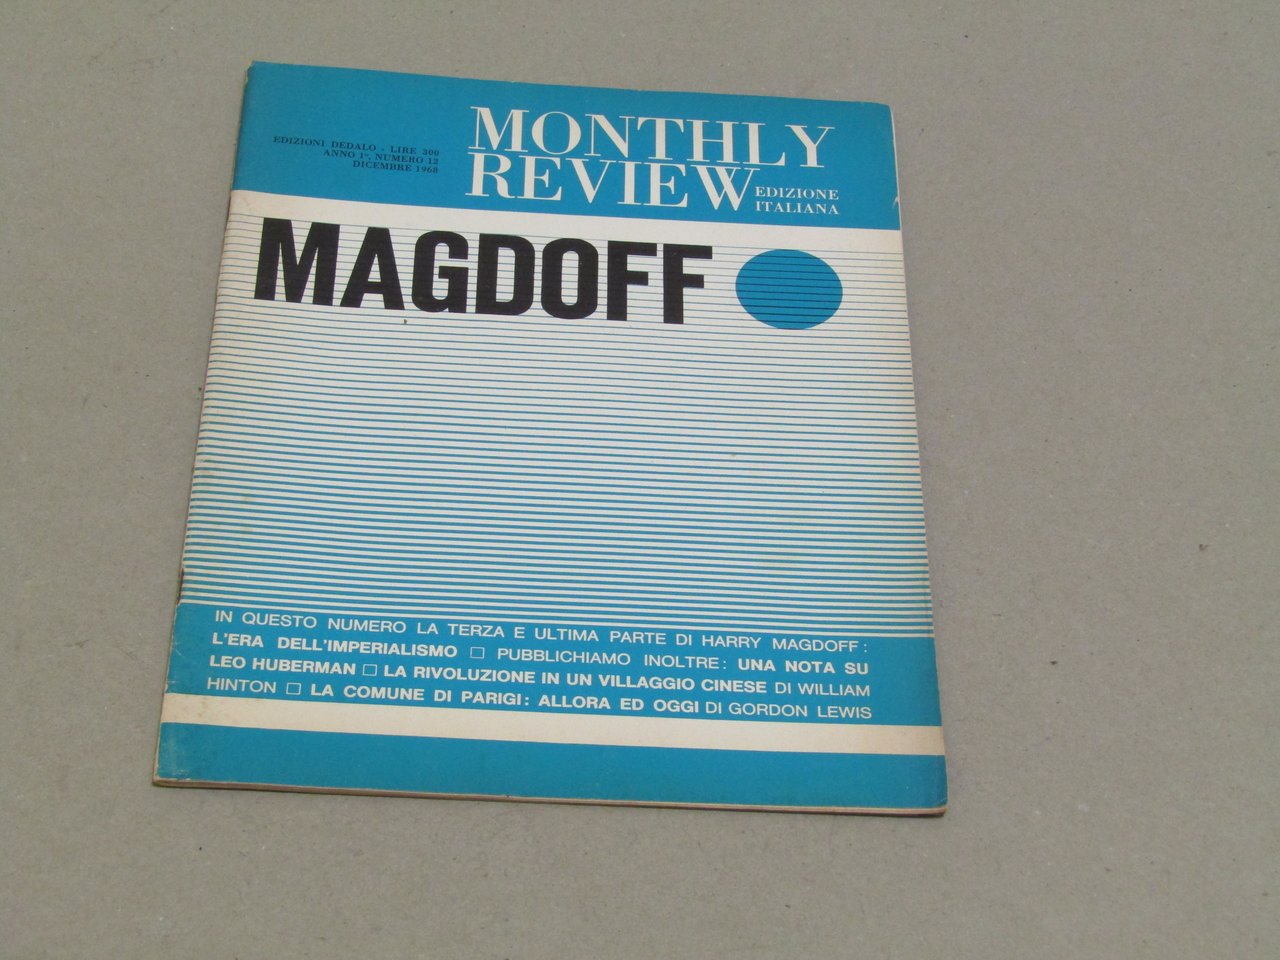 EDIZIONI DEDALO - LIRE 300
ANNO 1°, NUMERO 12
DICEMBRE 1968
MONTHLY
REVIEW
EDIZIONE
ITALIANA
MAGDOFF
IN QUESTO NUMERO LA TERZA E ULTIMA PARTE DI HARRY MAGDOFF:
L'ERA DELL'IMPERIALISMO □ PUBBLICHIAMO INOLTRE: UNA NOTA SU
LEO HUBERMAN □ LA RIVOLUZIONE IN UN VILLAGGIO CINESE DI WILLIAM
HINTON □ LA COMUNE DI PARIGI: ALLORA ED OGGI DI GORDON LEWIS